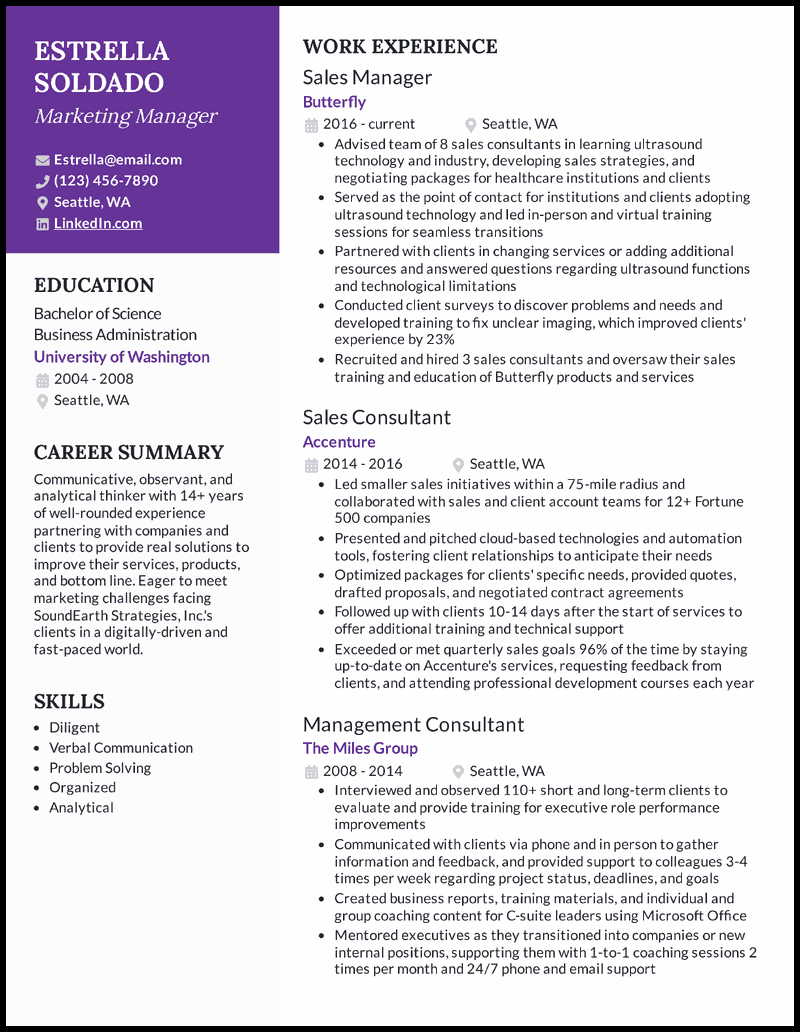 ESTRELLA
SOLDADO
Marketing Manager
Estrella@email.com
(123) 456-7890
Seattle, WA
LinkedIn.com
EDUCATION
Bachelor of Science
Business Administration
University of Washington
2004 - 2008
Seattle, WA
CAREER SUMMARY
Communicative, observant, and
analytical thinker with 14+ years
of well-rounded experience
partnering with companies and
clients to provide real solutions to
improve their services, products,
and bottom line. Eager to meet
marketing challenges facing
SoundEarth Strategies, Inc.'s
clients in a digitally-driven and
fast-paced world.
SKILLS
• Diligent
• Verbal Communication
• Problem Solving
• Organized
• Analytical
WORK EXPERIENCE
Sales Manager
Butterfly
2016 - current Seattle, WA
• Advised team of 8 sales consultants in learning ultrasound
technology and industry, developing sales strategies, and
negotiating packages for healthcare institutions and clients
• Served as the point of contact for institutions and clients adopting
ultrasound technology and led in-person and virtual training
sessions for seamless transitions
• Partnered with clients in changing services or adding additional
resources and answered questions regarding ultrasound functions
and technological limitations
• Conducted client surveys to discover problems and needs and
developed training to fix unclear imaging, which improved clients'
experience by 23%
• Recruited and hired 3 sales consultants and oversaw their sales
training and education of Butterfly products and services
Sales Consultant
Accenture
2014 - 2016 Seattle, WA
• Led smaller sales initiatives within a 75-mile radius and
collaborated with sales and client account teams for 12+ Fortune
500 companies
• Presented and pitched cloud-based technologies and automation
tools, fostering client relationships to anticipate their needs
• Optimized packages for clients' specific needs, provided quotes,
drafted proposals, and negotiated contract agreements
• Followed up with clients 10-14 days after the start of services to
offer additional training and technical support
• Exceeded or met quarterly sales goals 96% of the time by staying
up-to-date on Accenture's services, requesting feedback from
clients, and attending professional development courses each year
Management Consultant
The Miles Group
2008 - 2014 Seattle, WA
• Interviewed and observed 110+ short and long-term clients to
evaluate and provide training for executive role performance
improvements
• Communicated with clients via phone and in person to gather
information and feedback, and provided support to colleagues 3-4
times per week regarding project status, deadlines, and goals
• Created business reports, training materials, and individual and
group coaching content for C-suite leaders using Microsoft Office
• Mentored executives as they transitioned into companies or new
internal positions, supporting them with 1-to-1 coaching sessions 2
times per month and 24/7 phone and email support